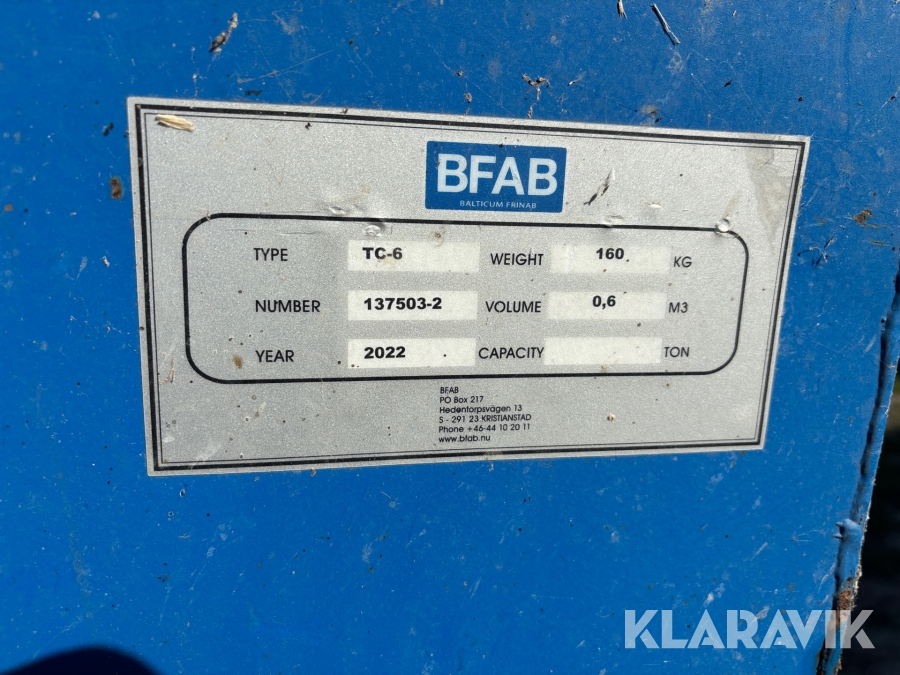 BFAB
BALTICUM FRINAB
TYPE TC-6 WEIGHT 160 KG
NUMBER 137503-2 VOLUME 0,6 M3
YEAR 2022 CAPACITY TON
BFAB
PO Box 217
Hedentorpsvägen 13
S - 291 23 KRISTIANSTAD
Phone +46-44 10 20 11
www.bfab.nu
KLARAVIK